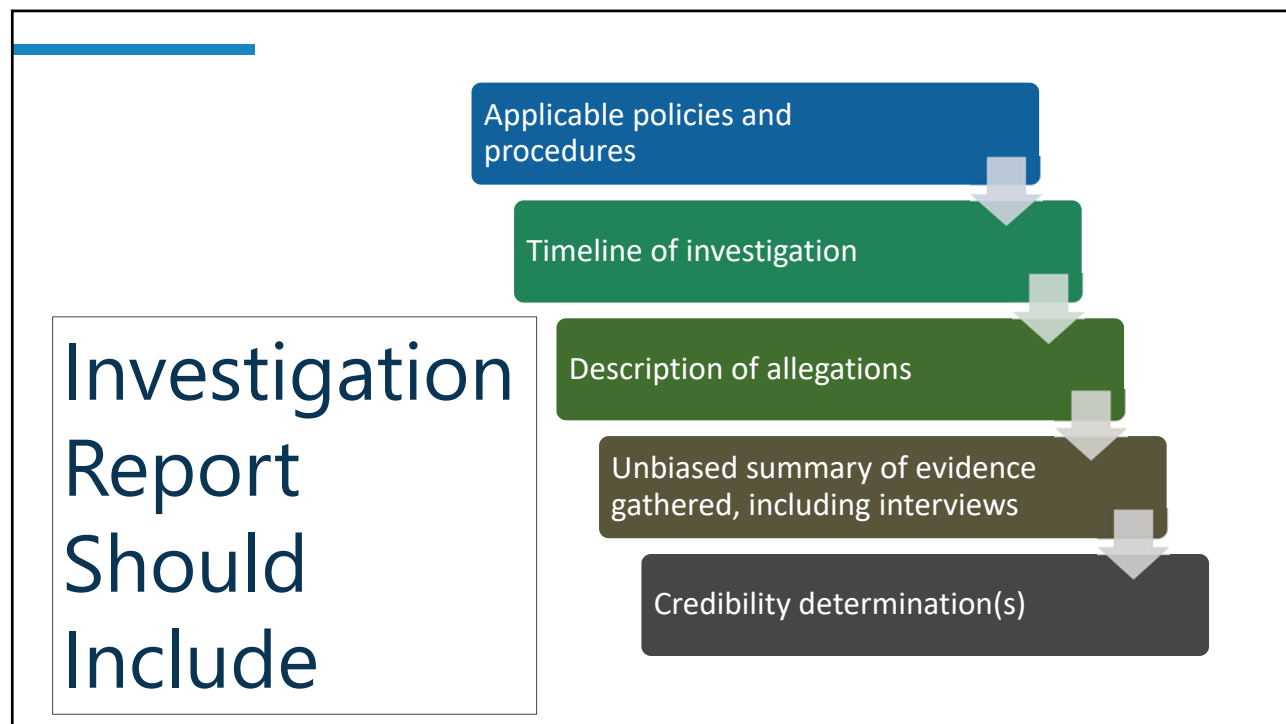 Investigation
Report
Should
Include
Applicable policies and
procedures
Timeline of investigation
Description of allegations
Unbiased summary of evidence
gathered, including interviews
Credibility determination(s)